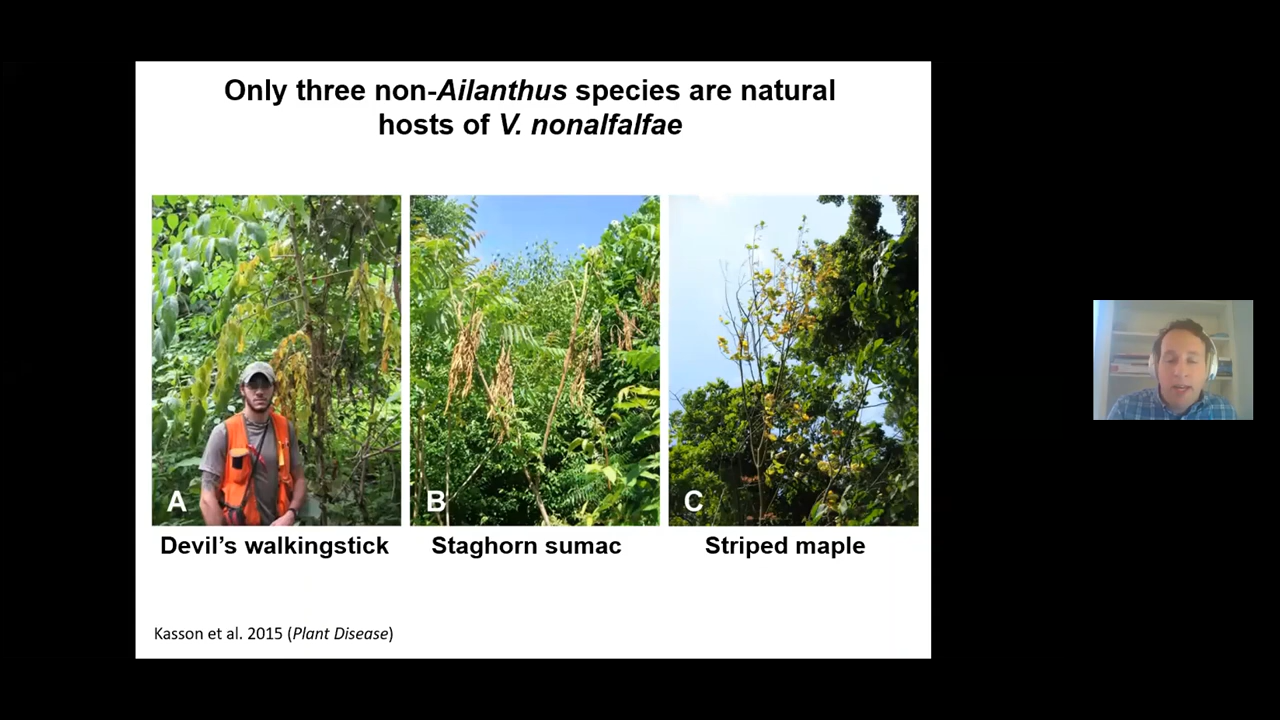 Only three non-Ailanthus species are natural
hosts of V. nonalfalfae
A
B
C
Devil’s walkingstick
Staghorn sumac
Striped maple
Kasson et al. 2015 (Plant Disease)